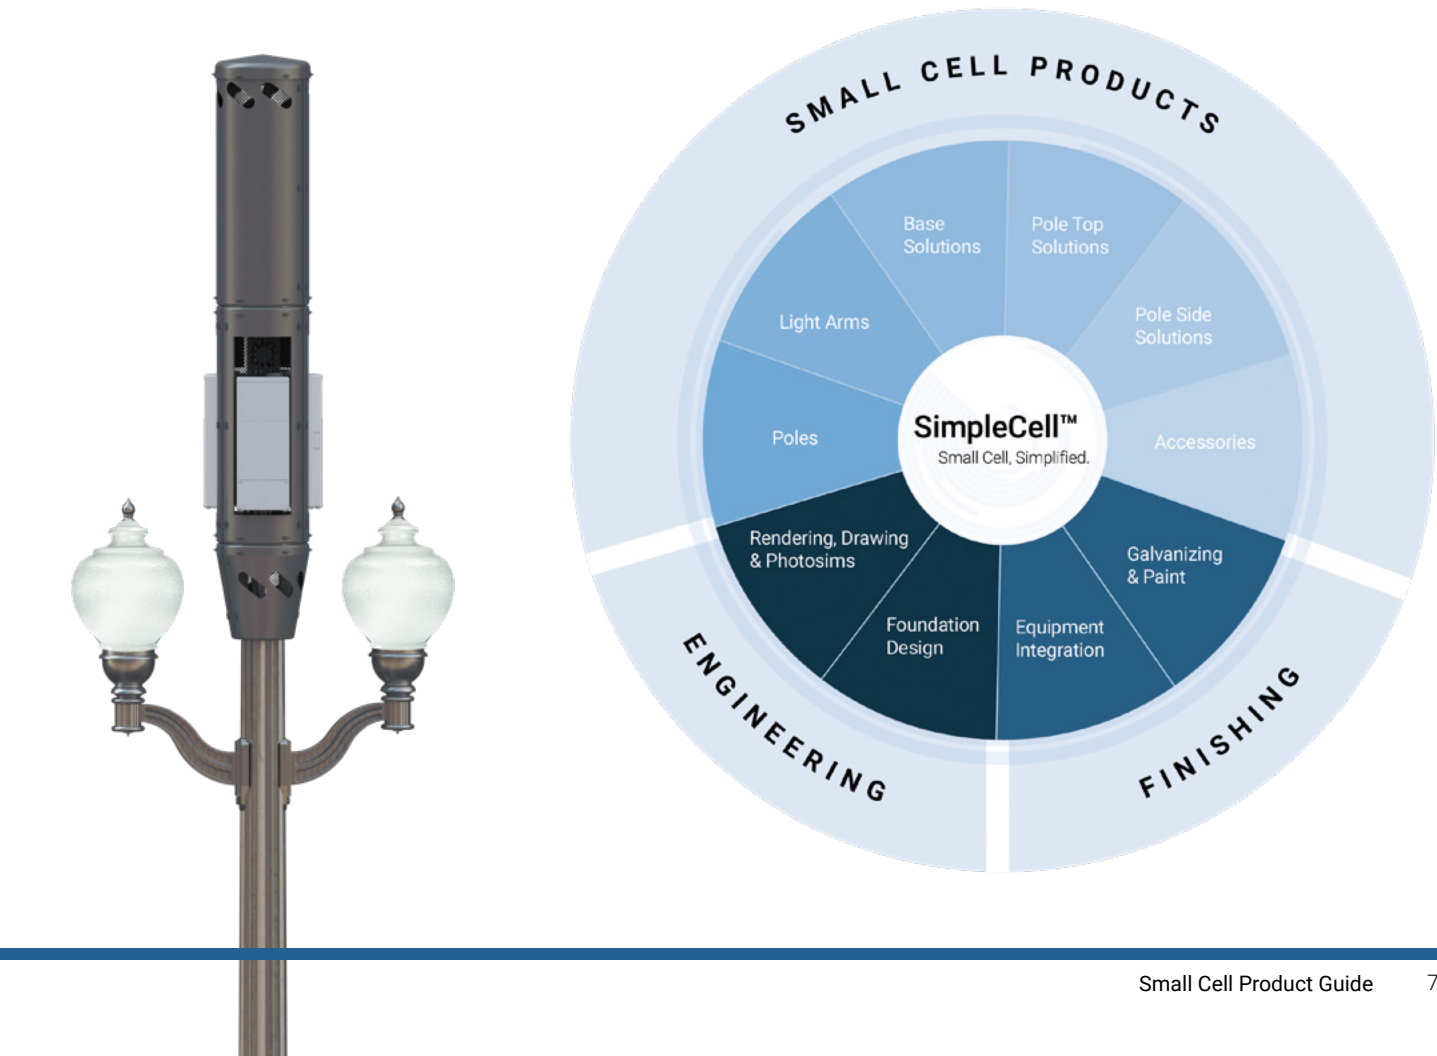 SMALL CELL PRODUCTS
Base
Solutions
Pole Top
Solutions
Light Arms
Pole Side
Solutions
Poles
SimpleCell™
Small Cell, Simplified.
Accessories
Rendering, Drawing
& Photosims
Galvanizing
& Paint
Foundation
Design
Equipment
Integration
ENGINEERING
FINISHING
Small Cell Product Guide
7